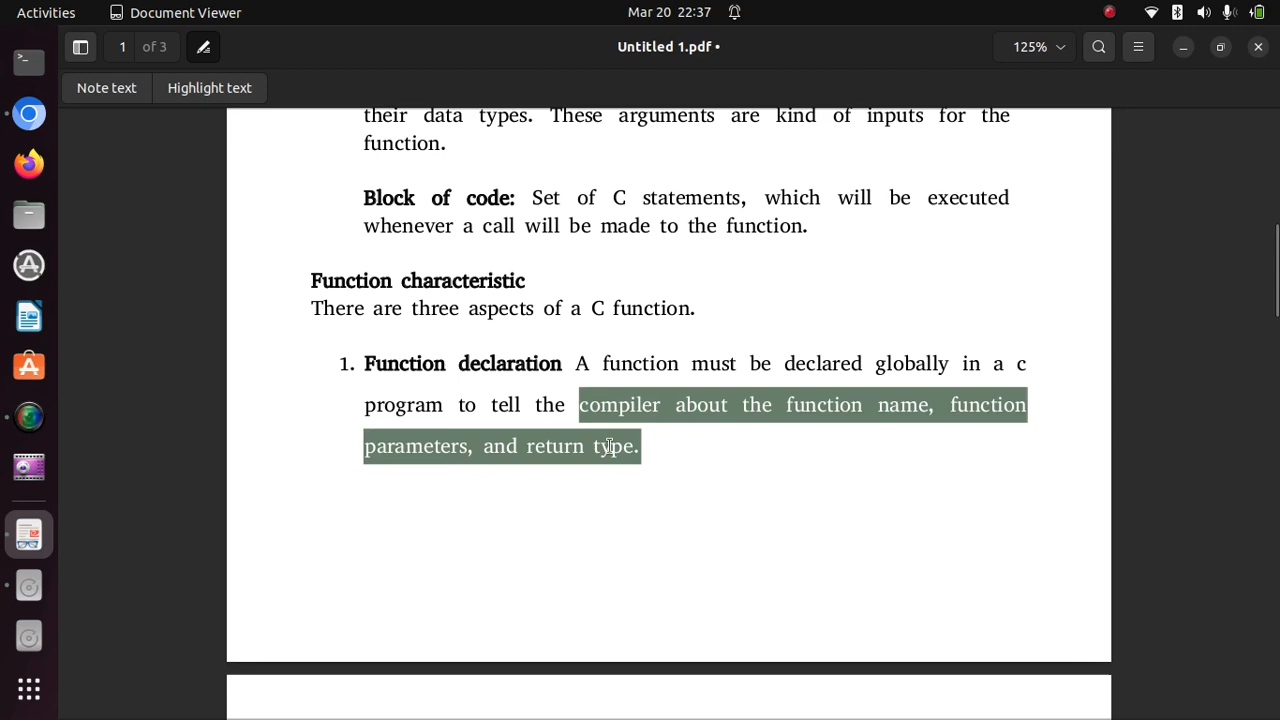 Activities Document Viewer Mar 20 22:37
1 of 3 Untitled 1.pdf • 125%
Note text Highlight text
their data types. These arguments are kind of inputs for the
function.
Block of code: Set of C statements, which will be executed
whenever a call will be made to the function.
Function characteristic
There are three aspects of a C function.
1. Function declaration A function must be declared globally in a c
program to tell the compiler about the function name, function
parameters, and return type.